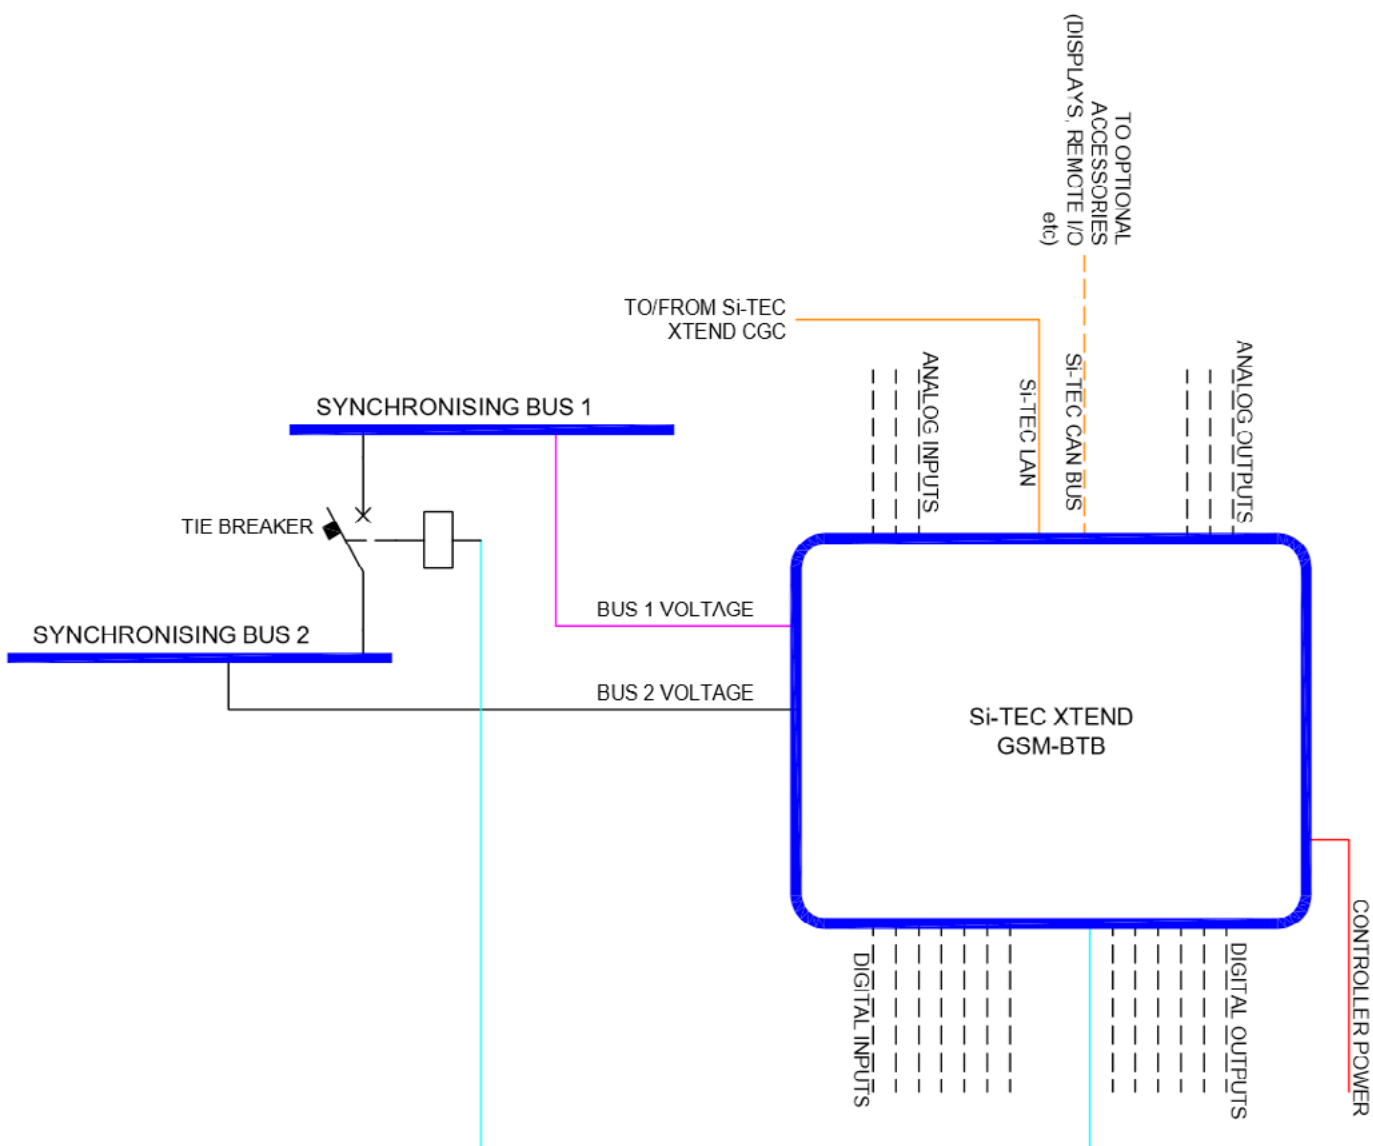 TO OPTIONAL
ACCESSORIES
(DISPLAYS, REMOTE I/O
etc)
TO/FROM Si-TEC
XTEND CGC
ANALOG INPUTS
Si-TEC LAN
Si-TEC CAN BUS
ANALOG OUTPUTS
SYNCHRONISING BUS 1
TIE BREAKER
BUS 1 VOLTAGE
SYNCHRONISING BUS 2
BUS 2 VOLTAGE
Si-TEC XTEND
GSM-BTB
DIGITAL INPUTS
DIGITAL OUTPUTS
CONTROLLER POWER